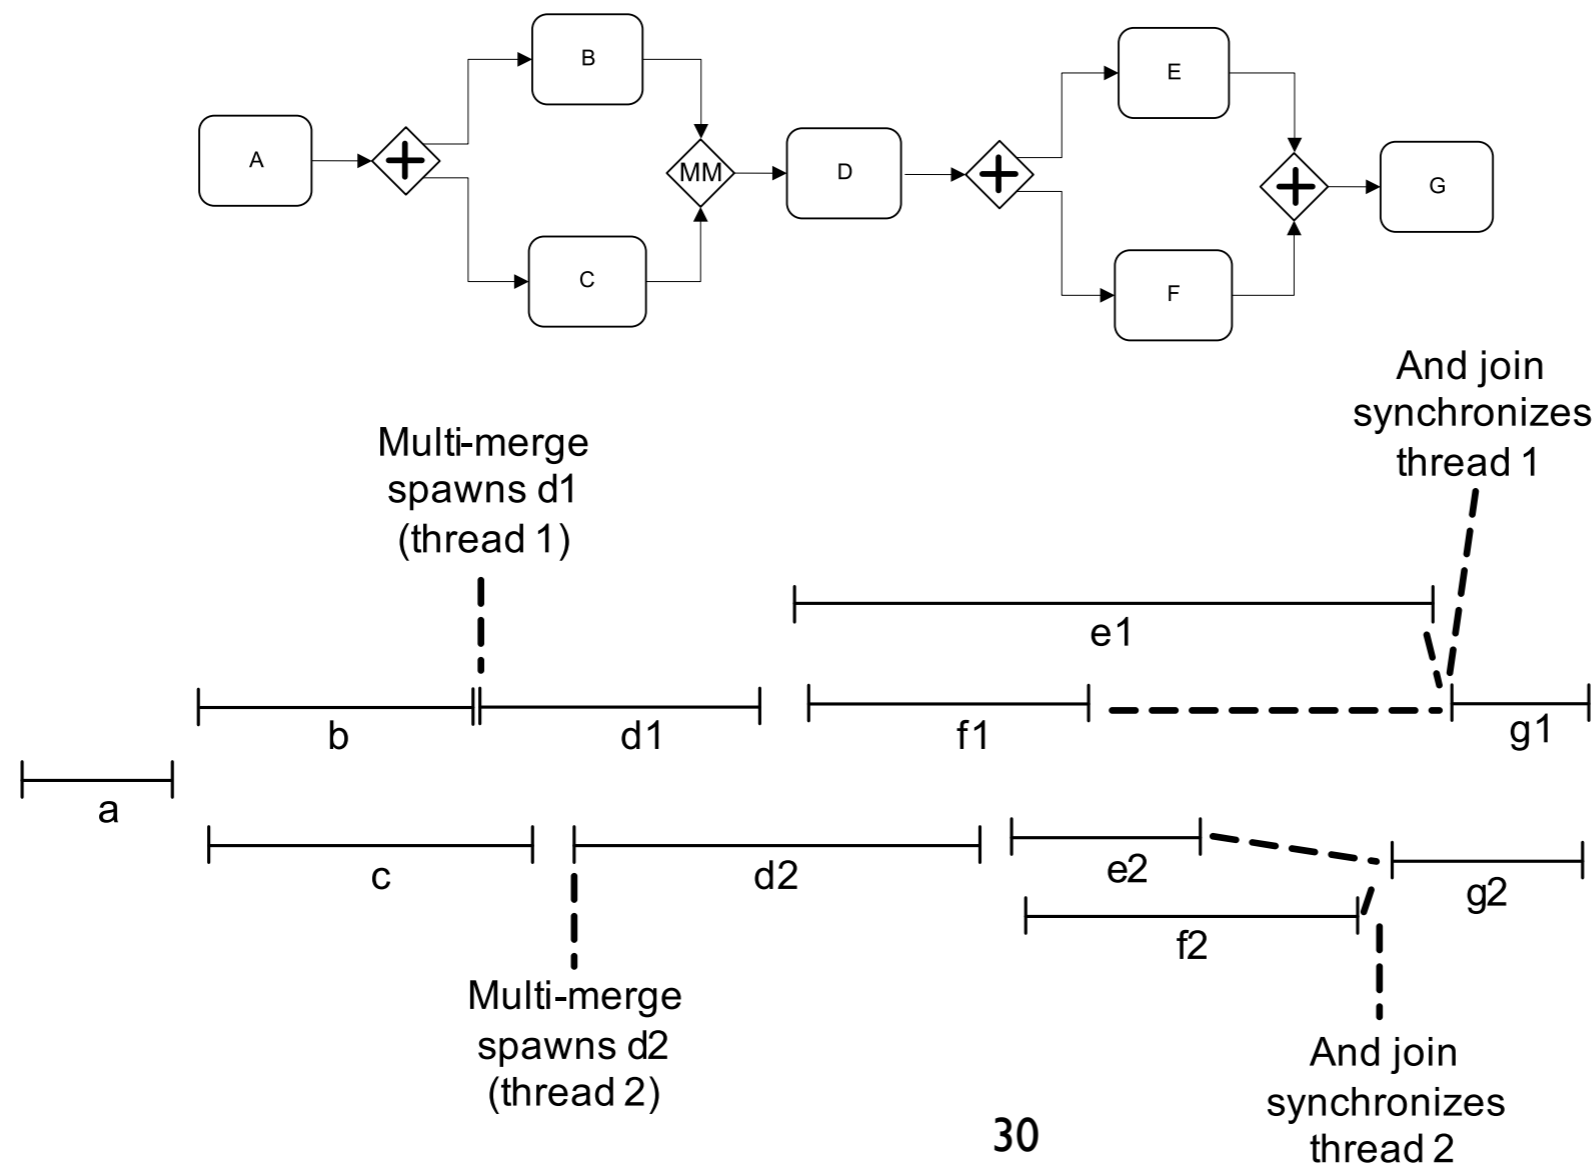 B
E
A
MM
D
G
C
F
And join
synchronizes
thread 1
Multi-merge
spawns d1
(thread 1)
e1
b
d1
f1
g1
a
c
d2
e2
g2
f2
Multi-merge
spawns d2
(thread 2)
And join
synchronizes
thread 2
30